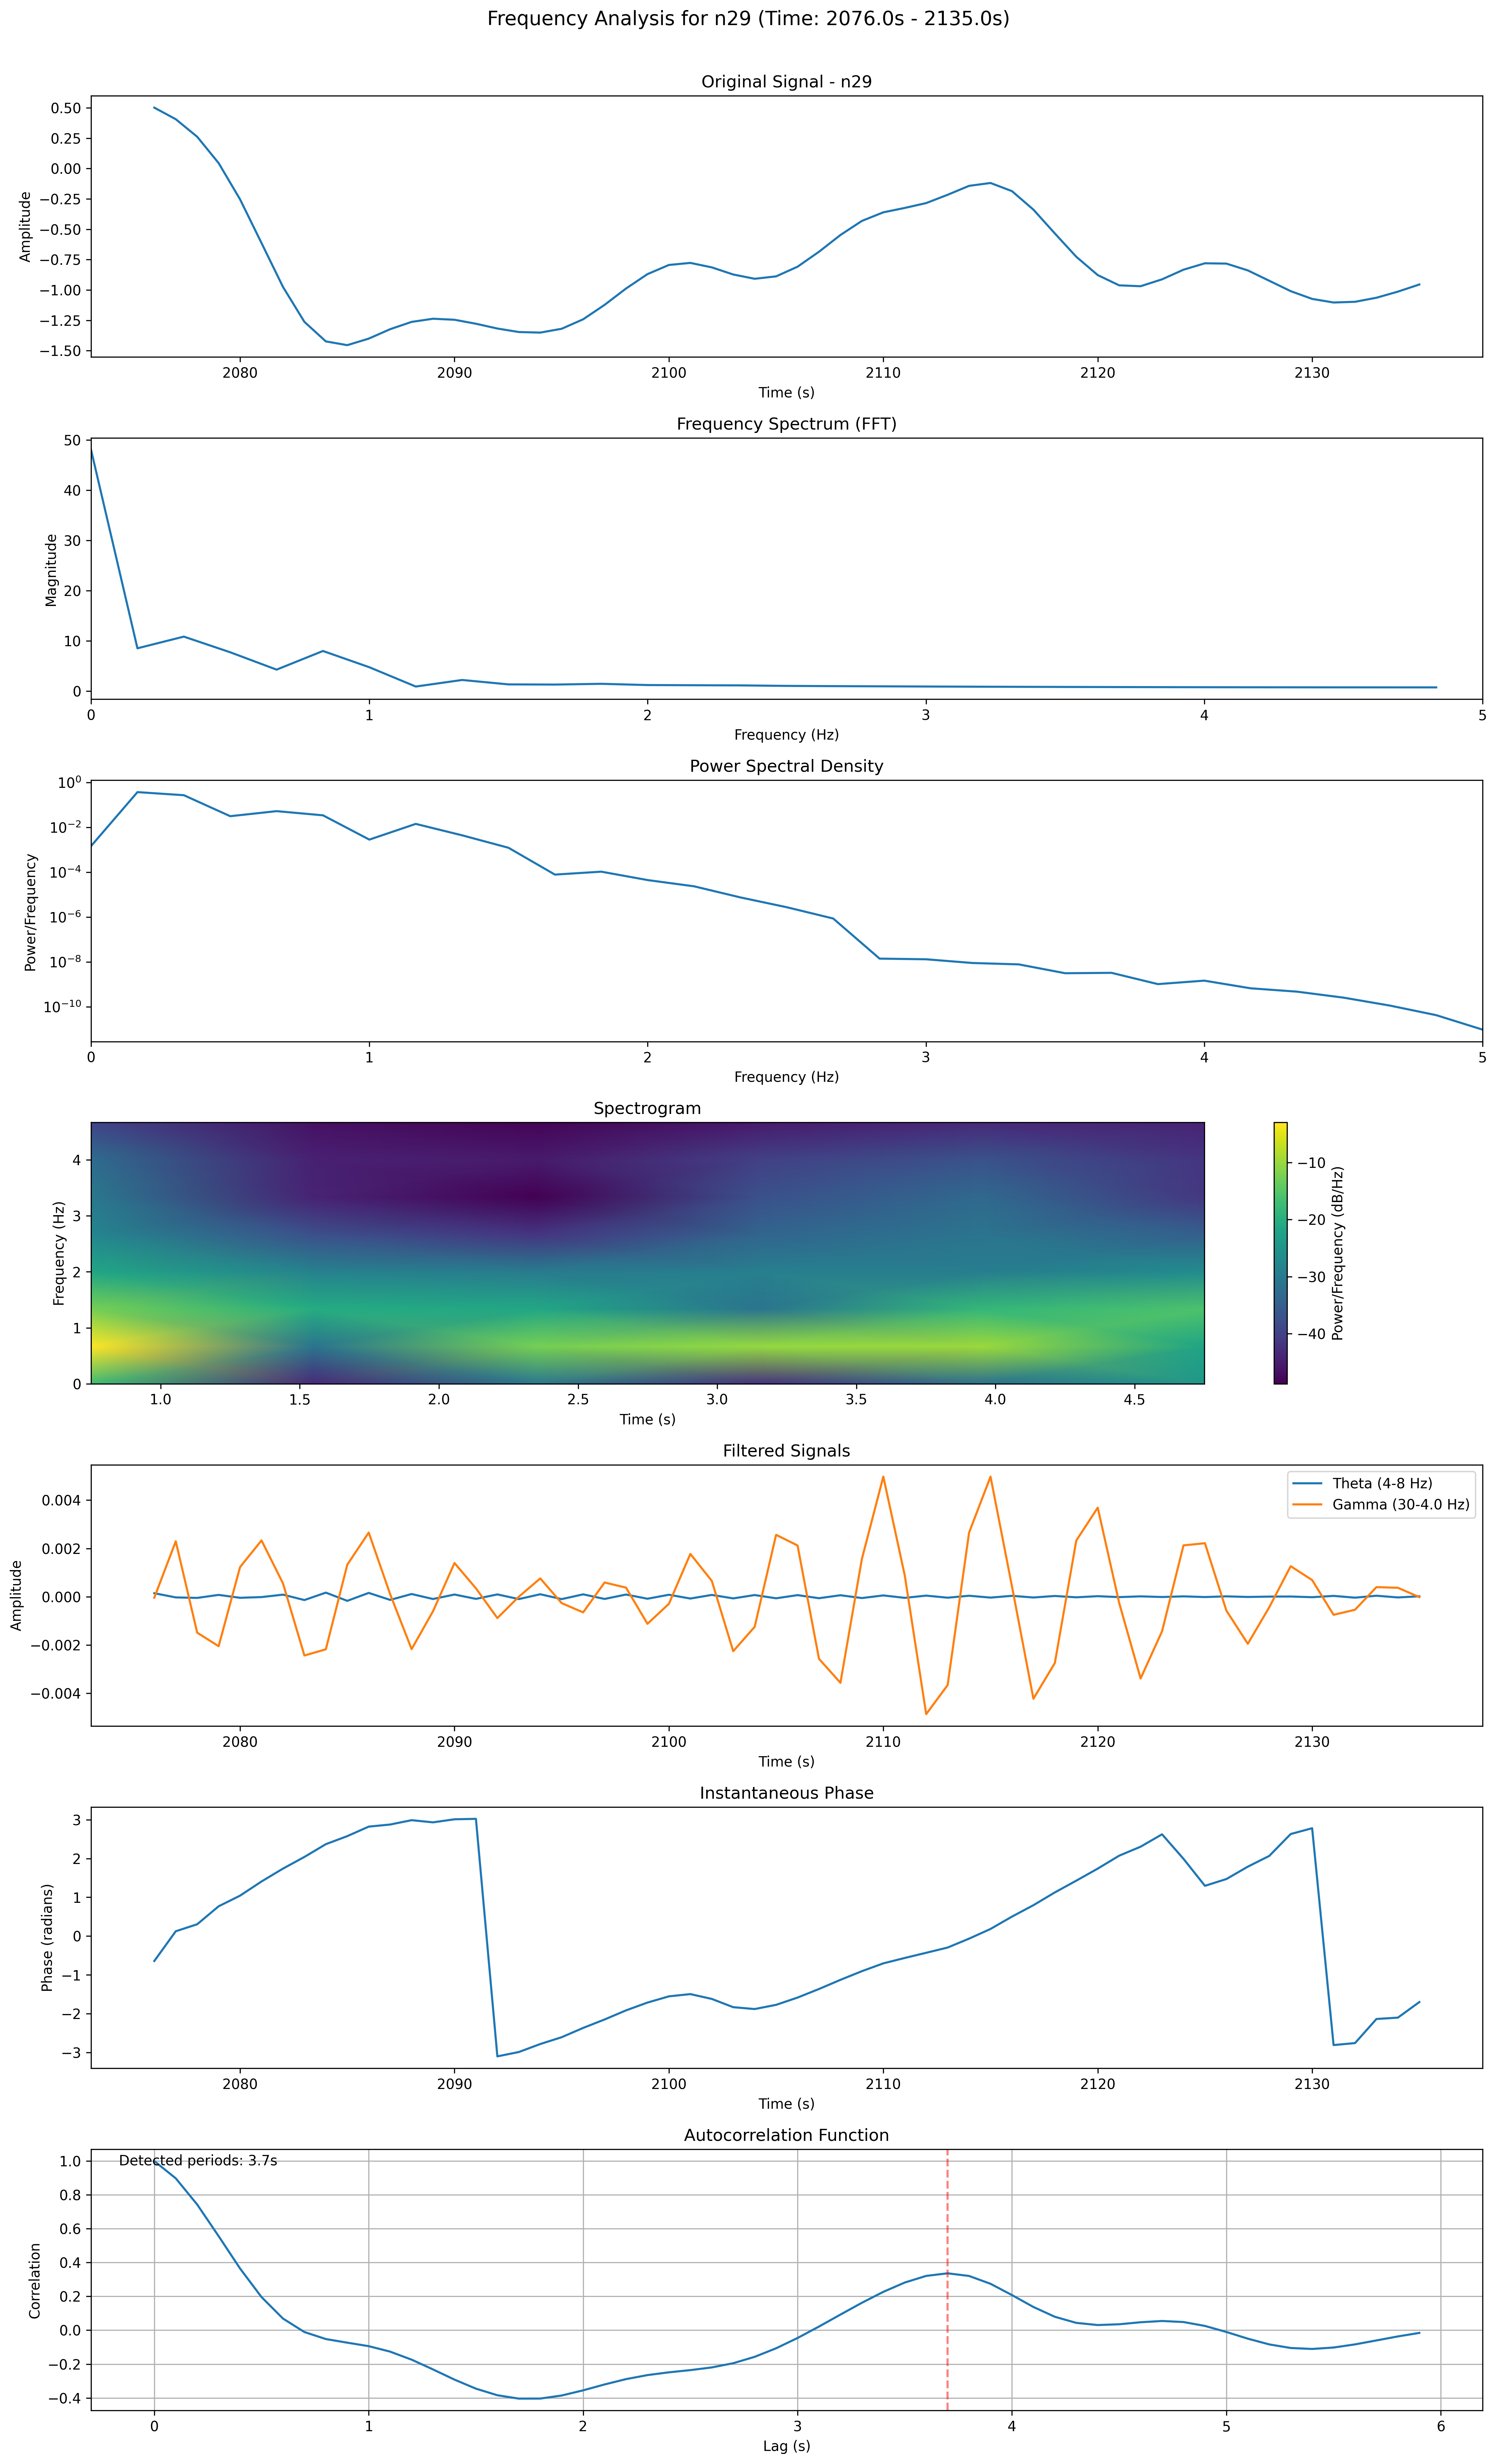 Frequency Analysis for n29 (Time: 2076.0s - 2135.0s)
Original Signal - n29
Amplitude
0.50
0.25
0.00
−0.25
−0.50
−0.75
−1.00
−1.25
−1.50
2080 2090 2100 2110 2120 2130
Time (s)
Frequency Spectrum (FFT)
Magnitude
50
40
30
20
10
0
0 1 2 3 4 5
Frequency (Hz)
Power Spectral Density
Power/Frequency
10⁰
10⁻²
10⁻⁴
10⁻⁶
10⁻⁸
10⁻¹⁰
0 1 2 3 4 5
Frequency (Hz)
Spectrogram
Frequency (Hz)
4
3
2
1
0
1.0 1.5 2.0 2.5 3.0 3.5 4.0 4.5
Time (s)
−10
−20
−30
−40
Power/Frequency (dB/Hz)
Filtered Signals
Amplitude
0.004
0.002
0.000
−0.002
−0.004
Theta (4-8 Hz)
Gamma (30-4.0 Hz)
2080 2090 2100 2110 2120 2130
Time (s)
Instantaneous Phase
Phase (radians)
3
2
1
0
−1
−2
−3
2080 2090 2100 2110 2120 2130
Time (s)
Autocorrelation Function
Detected periods: 3.7s
Correlation
1.0
0.8
0.6
0.4
0.2
0.0
−0.2
−0.4
0 1 2 3 4 5 6
Lag (s)